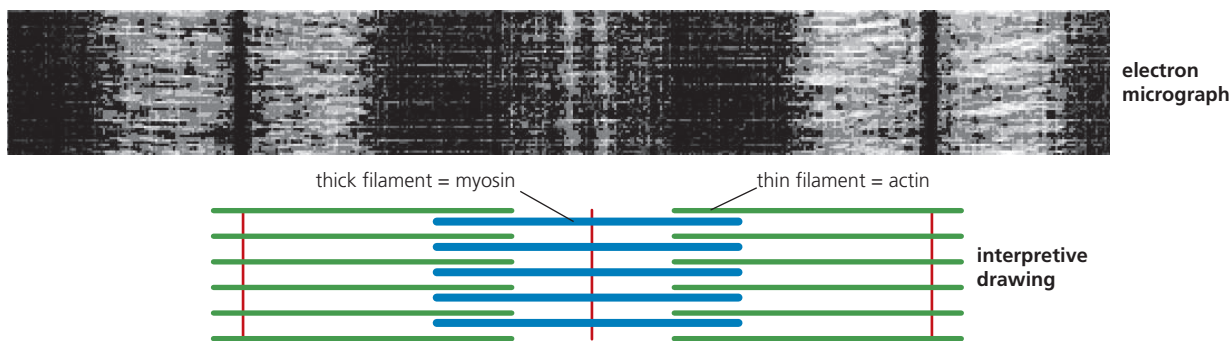 electron
micrograph
thick filament = myosin
thin filament = actin
interpretive
drawing